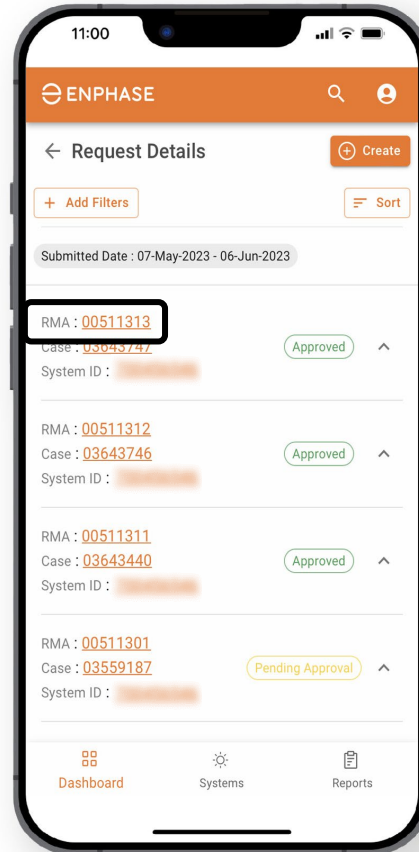 11:00
ENPHASE
Request Details
Create
+ Add Filters
Sort
Submitted Date : 07-May-2023 - 06-Jun-2023
RMA : 00511313
Case : 03643747
Approved
System ID :
RMA : 00511312
Case : 03643746
Approved
System ID :
RMA : 00511311
Case : 03643440
Approved
System ID :
RMA : 00511301
Case : 03559187
Pending Approval
System ID :
Dashboard
Systems
Reports